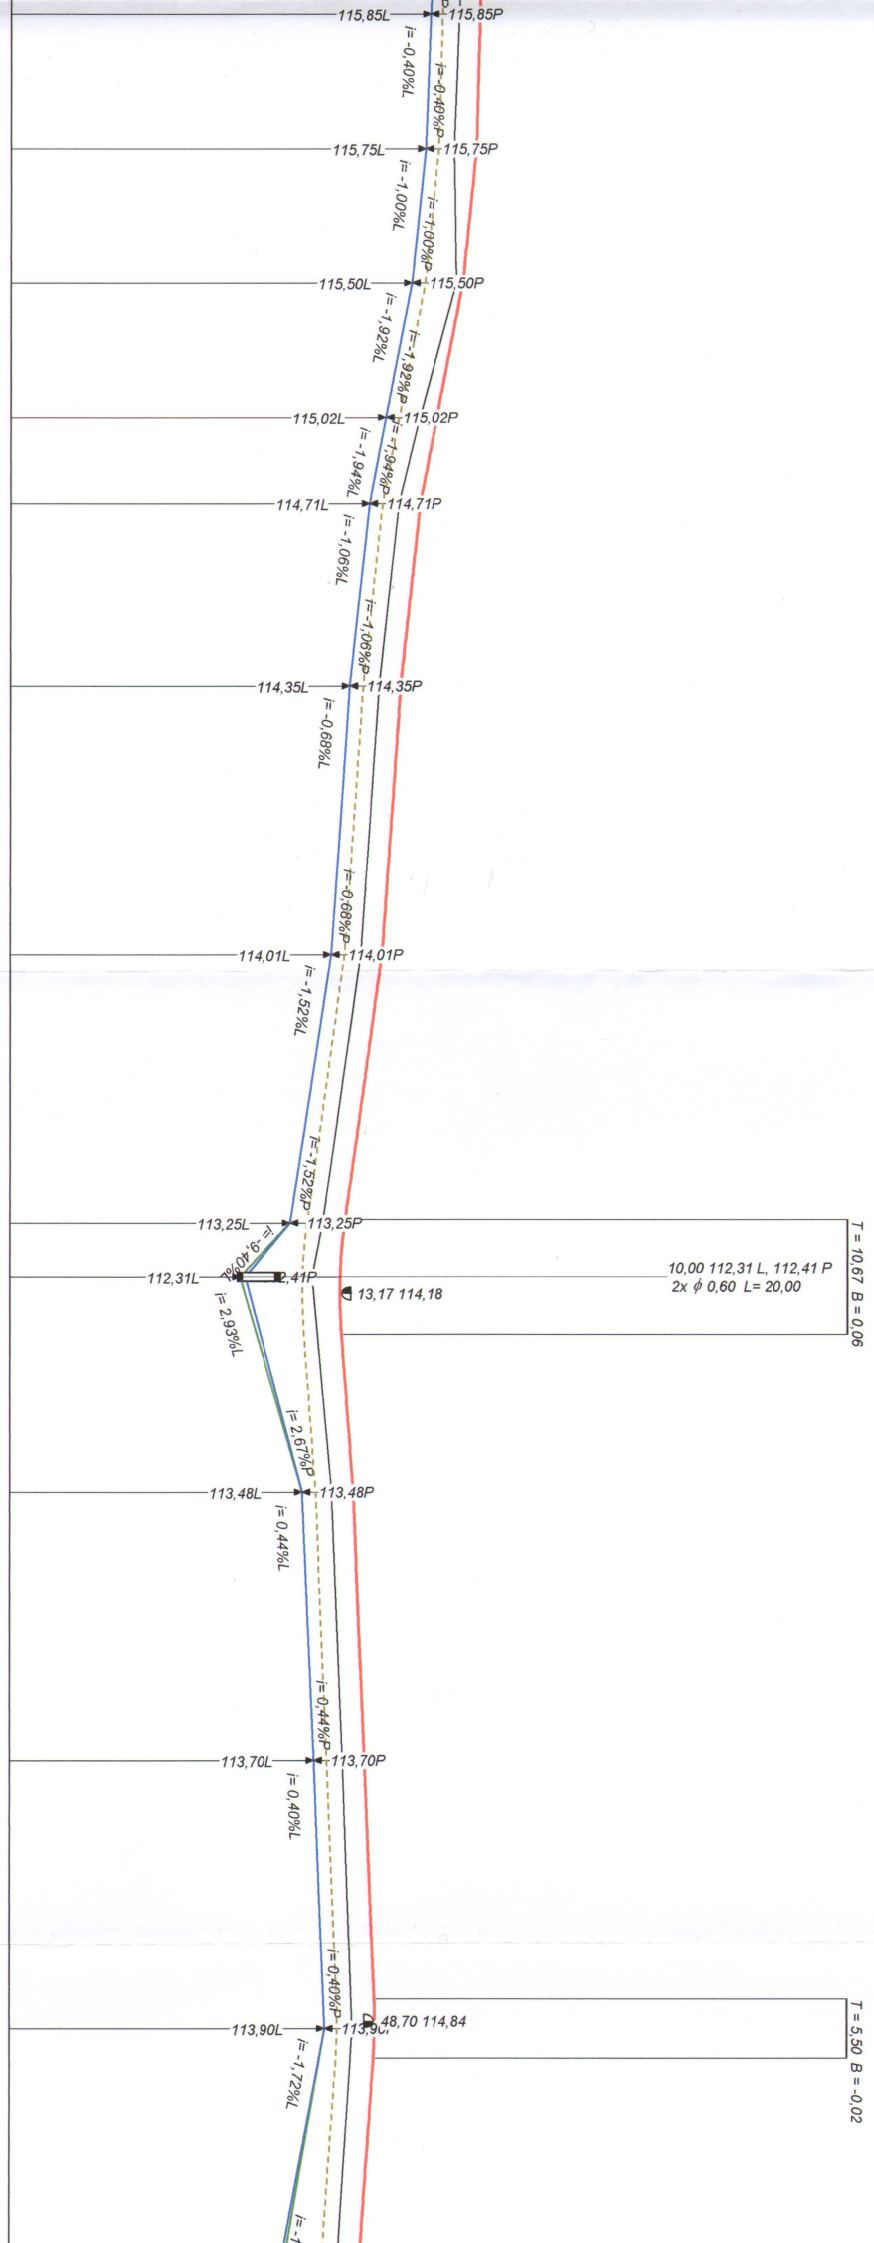 115,85L 115,85P
i= -0,40%L
i= -0,40%P
115,75L 115,75P
i= -1,00%L
i= -1,00%P
115,50L 115,50P
i= -1,92%L
i= -1,92%P
115,02L 115,02P
i= -1,94%L
i= -1,94%P
114,71L 114,71P
i= -1,06%L
i= -1,06%P
114,35L 114,35P
i= -0,68%L
i= -0,68%P
114,01L 114,01P
i= -1,52%L
i= -1,52%P
113,25L 113,25P
i= -9,40%L
T = 10,67 B = 0,06
10,00 112,31 L, 112,41 P
2x ϕ 0,60 L= 20,00
112,31L 2,41P
13,17 114,18
i= 2,93%L
i= 2,67%P
113,48L 113,48P
i= 0,44%L
i= 0,44%P
113,70L 113,70P
i= 0,40%L
i= 0,40%P
48,70 114,84
113,90L
T = 5,50 B = -0,02
i= -1,72%L
i= -1